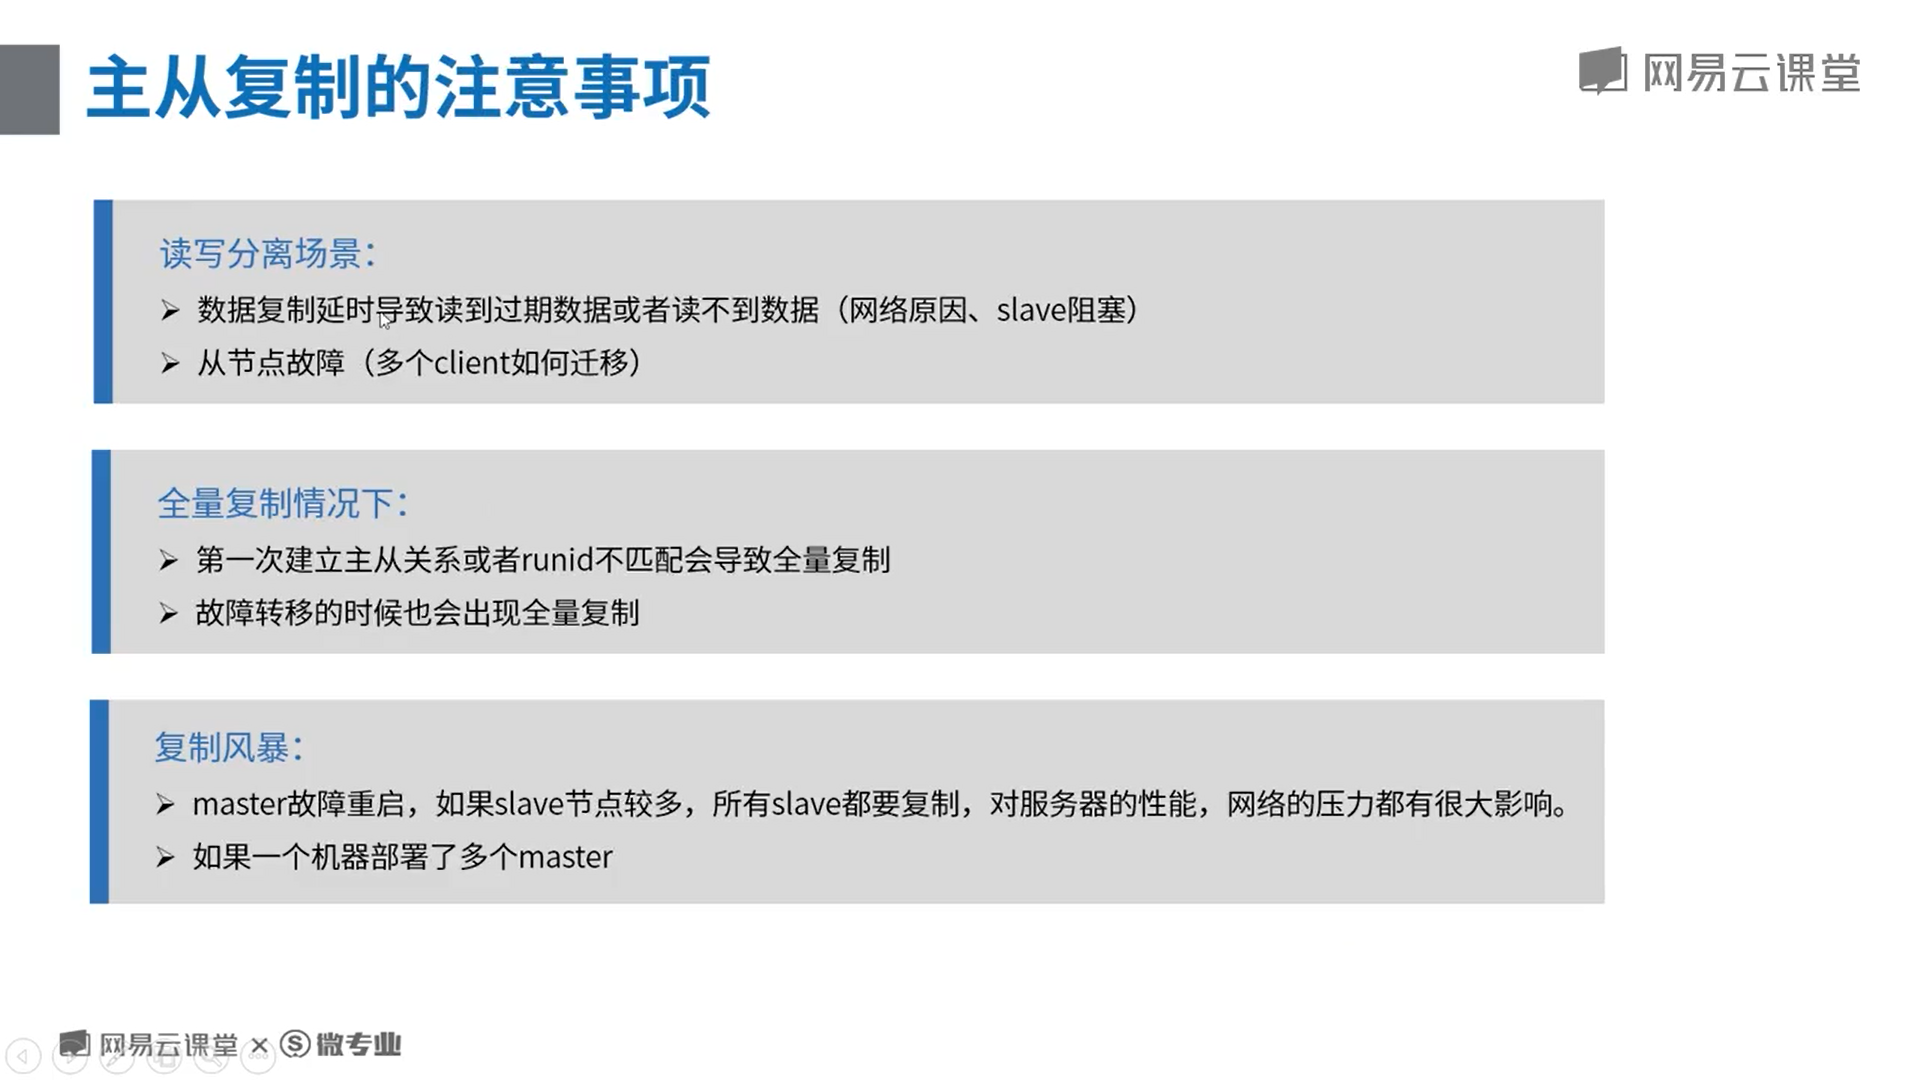 主从复制的注意事项
网易云课堂
读写分离场景：
➢ 数据复制延时导致读到过期数据或者读不到数据（网络原因、slave阻塞）
➢ 从节点故障（多个client如何迁移）
全量复制情况下：
➢ 第一次建立主从关系或者runid不匹配会导致全量复制
➢ 故障转移的时候也会出现全量复制
复制风暴：
➢ master故障重启，如果slave节点较多，所有slave都要复制，对服务器的性能，网络的压力都有很大影响。
➢ 如果一个机器部署了多个master
网易云课堂 × 微专业